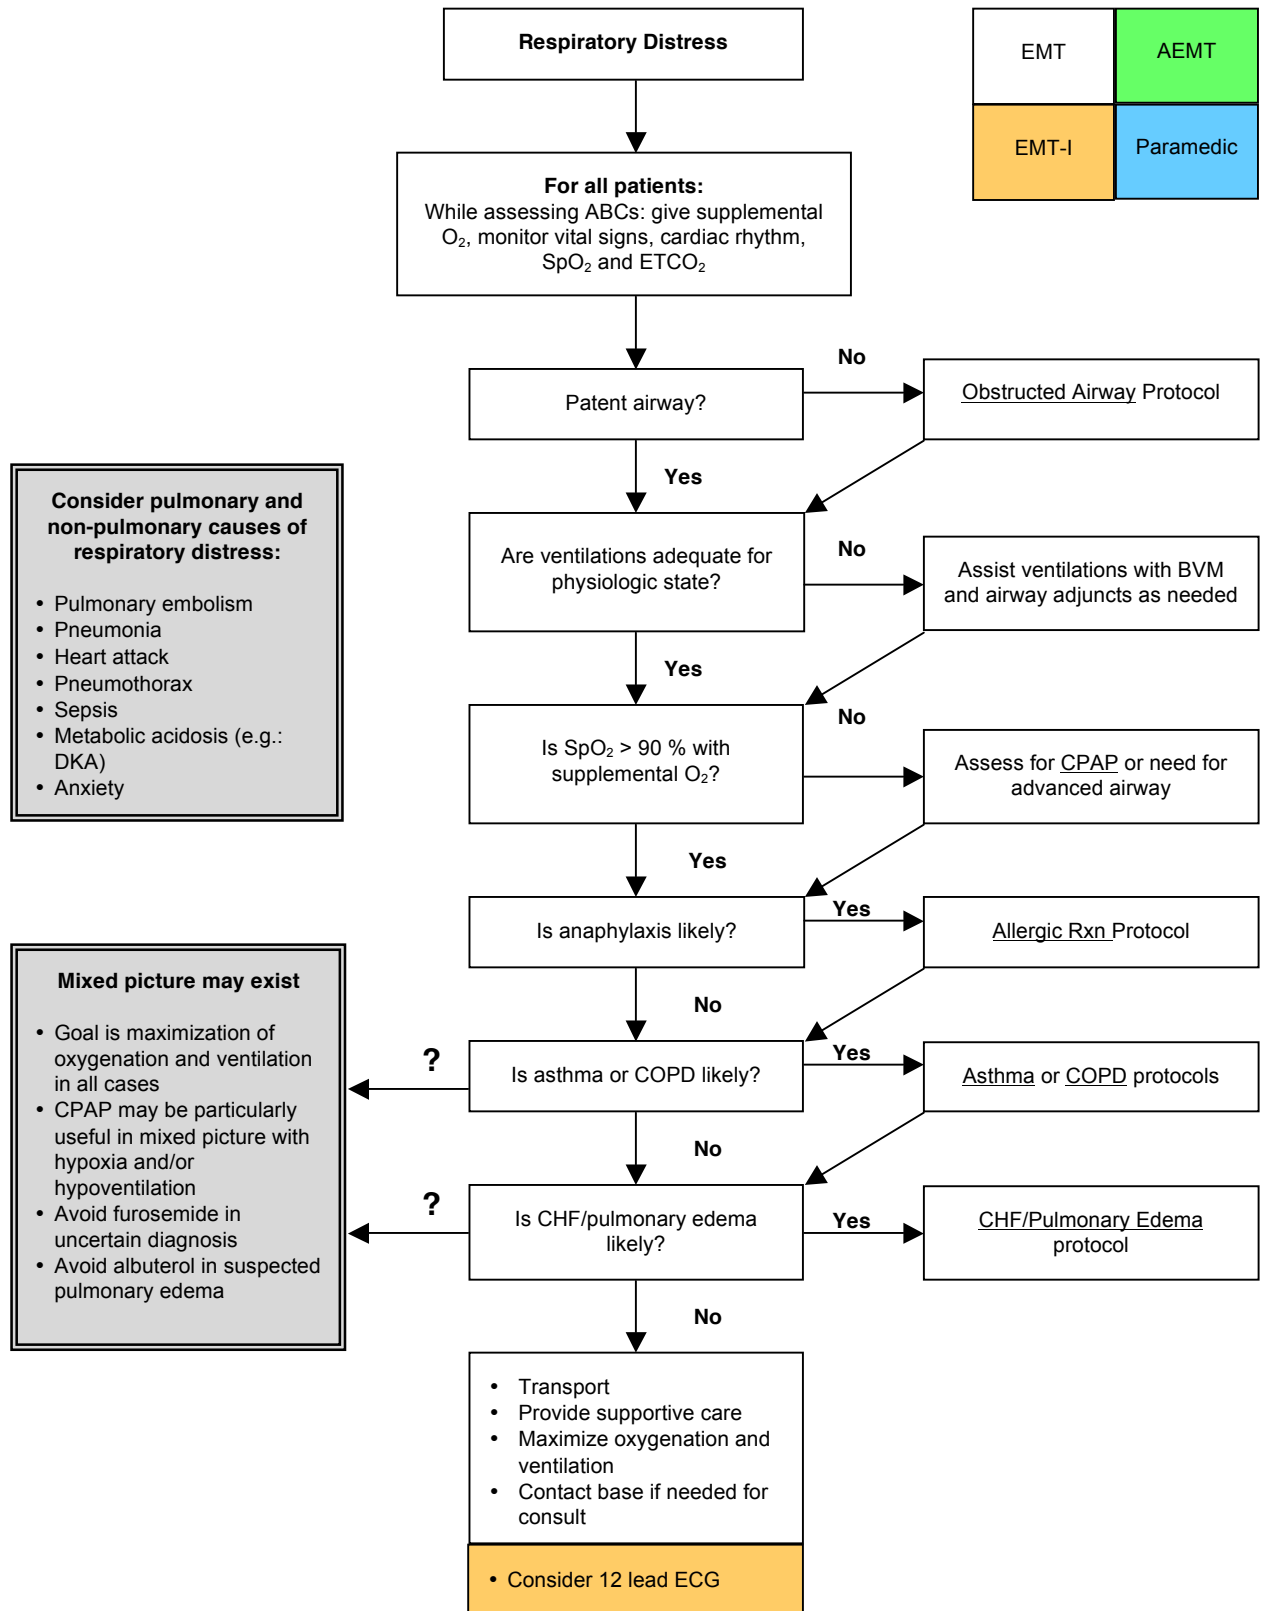 Respiratory Distress
EMT
AEMT
EMT-I
Paramedic
For all patients:
While assessing ABCs: give supplemental
O₂, monitor vital signs, cardiac rhythm,
SpO₂ and ETCO₂
Patent airway?
No
Obstructed Airway Protocol
Yes
Consider pulmonary and
non-pulmonary causes of
respiratory distress:
• Pulmonary embolism
• Pneumonia
• Heart attack
• Pneumothorax
• Sepsis
• Metabolic acidosis (e.g.:
DKA)
• Anxiety
Are ventilations adequate for
physiologic state?
No
Assist ventilations with BVM
and airway adjuncts as needed
Yes
Is SpO₂ > 90 % with
supplemental O₂?
No
Assess for CPAP or need for
advanced airway
Yes
Is anaphylaxis likely?
Yes
Allergic Rxn Protocol
No
Mixed picture may exist
• Goal is maximization of
oxygenation and ventilation
in all cases
• CPAP may be particularly
useful in mixed picture with
hypoxia and/or
hypoventilation
• Avoid furosemide in
uncertain diagnosis
• Avoid albuterol in suspected
pulmonary edema
?
Is asthma or COPD likely?
Yes
Asthma or COPD protocols
No
?
Is CHF/pulmonary edema
likely?
Yes
CHF/Pulmonary Edema
protocol
No
• Transport
• Provide supportive care
• Maximize oxygenation and
ventilation
• Contact base if needed for
consult
• Consider 12 lead ECG